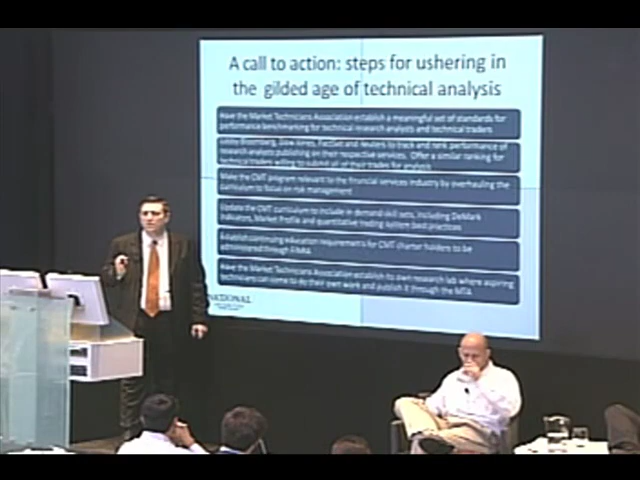 A call to action: steps for ushering in
the gilded age of technical analysis
Have the Market Technicians Association establish a meaningful set of standards for
performance benchmarking for technical research analysts and technical traders
Lobby Bloomberg, Dow Jones, FactSet and Reuters to track and rank performance of
research analysts publishing on their respective services. Offer a similar ranking for
technical traders willing to submit all of their trades for analysis
Make the CMT program relevant to the financial services industry by overhauling the
curriculum to focus on risk management
Update the CMT curriculum to include in demand skill sets, including DeMark
Indicators, Market Profile and quantitative trading system best practices
Establish continuing education requirements for CMT charter holders to be
administered through FINRA
Have the Market Technicians Association establish its own research lab where aspiring
technicians can come to do their own work and publish it through the MTA
NATIONAL